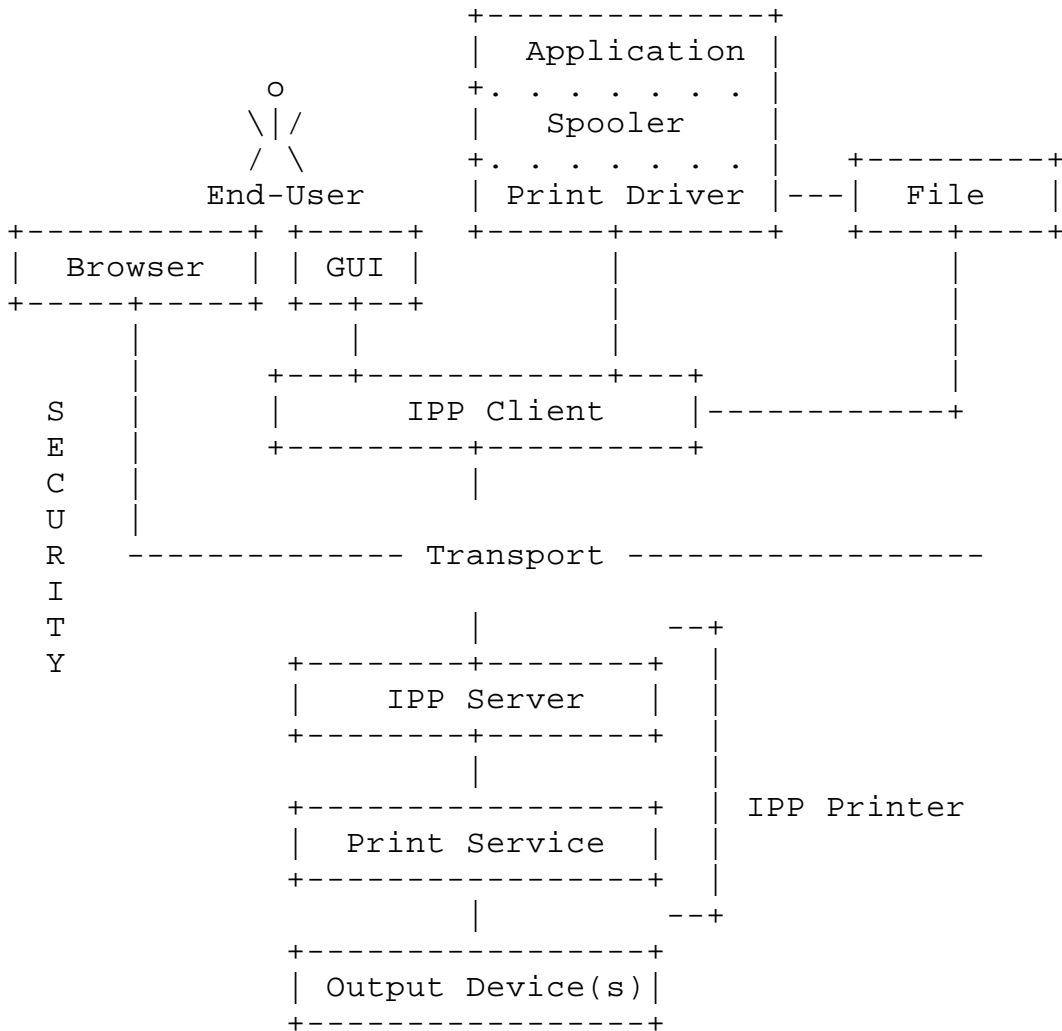 Application
Spooler
Print Driver
File
End-User
Browser
GUI
IPP Client
SECURITY
Transport
IPP Server
IPP Printer
Print Service
Output Device(s)